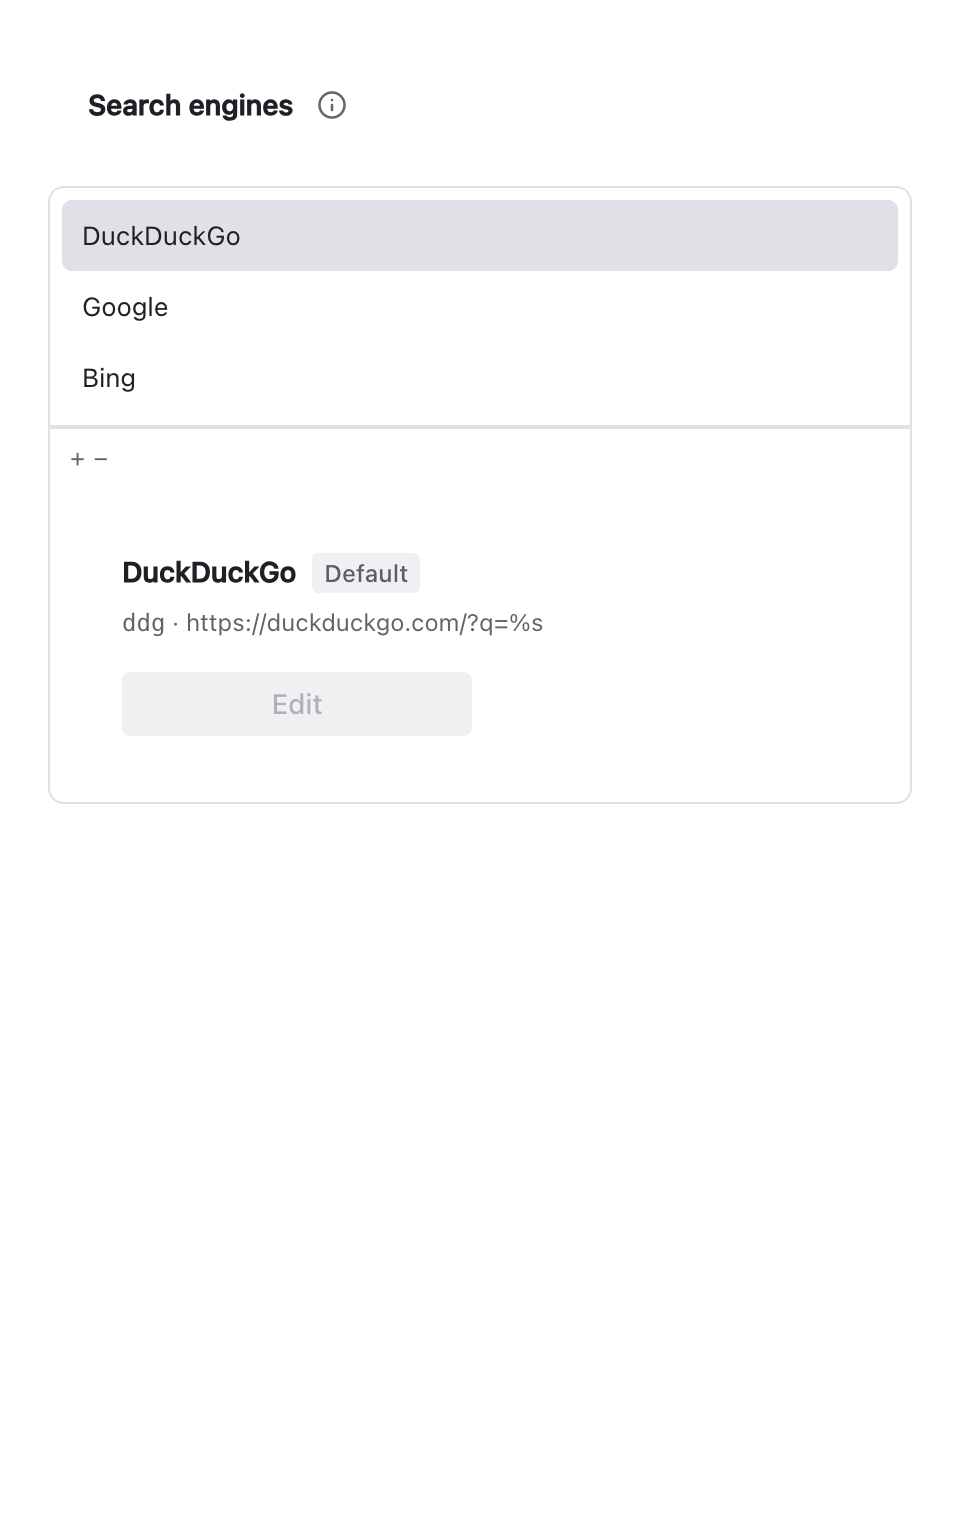 Search engines
DuckDuckGo
Google
Bing
+ −
DuckDuckGo Default
ddg · https://duckduckgo.com/?q=%s
Edit